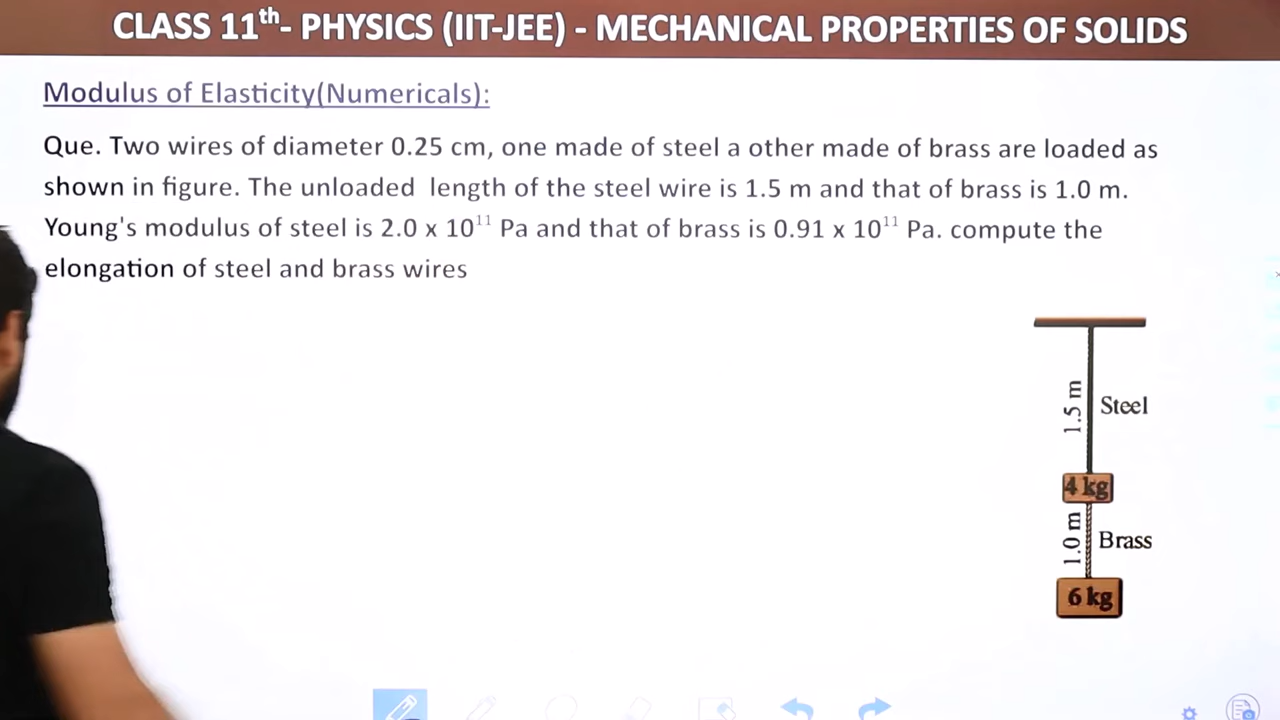 CLASS 11th- PHYSICS (IIT-JEE) - MECHANICAL PROPERTIES OF SOLIDS
Modulus of Elasticity(Numericals):
Que. Two wires of diameter 0.25 cm, one made of steel a other made of brass are loaded as
shown in figure. The unloaded length of the steel wire is 1.5 m and that of brass is 1.0 m.
Young's modulus of steel is 2.0 x 10¹¹ Pa and that of brass is 0.91 x 10¹¹ Pa. compute the
elongation of steel and brass wires
1.5 m
Steel
4 kg
1.0 m
Brass
6 kg